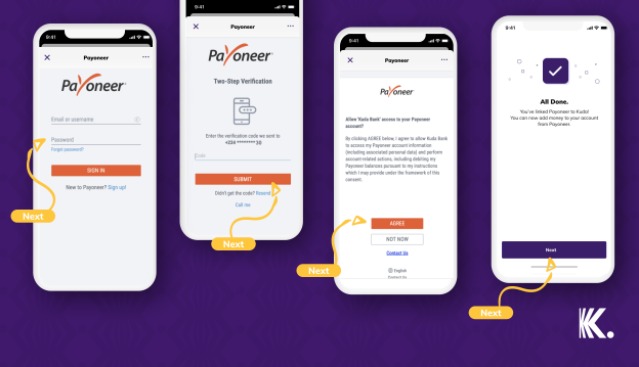 9:41
Payoneer
Payoneer
Email or username
Password
Forgot password?
SIGN IN
New to Payoneer? Sign up!
Next
9:41
Payoneer
Payoneer
Two-Step Verification
Enter the verification code we sent to
Code
SUBMIT
Didn't get the code? Resend
Call me
Next
9:41
Payoneer
Payoneer
Allow 'Kuda Bank' access to your Payoneer
account?
By clicking AGREE below, I agree to allow Kuda Bank
to access my Payoneer account information
(including associated personal data) and perform
account-related actions, including debiting my
Payoneer balances pursuant to my instructions
which I may provide under the framework of this
consent.
AGREE
NOT NOW
Contact Us
English
Contact Us
Next
9:41
All Done.
You've linked Payoneer to Kuda!
You can now add money to your account
from Payoneer.
Next
Next
K.